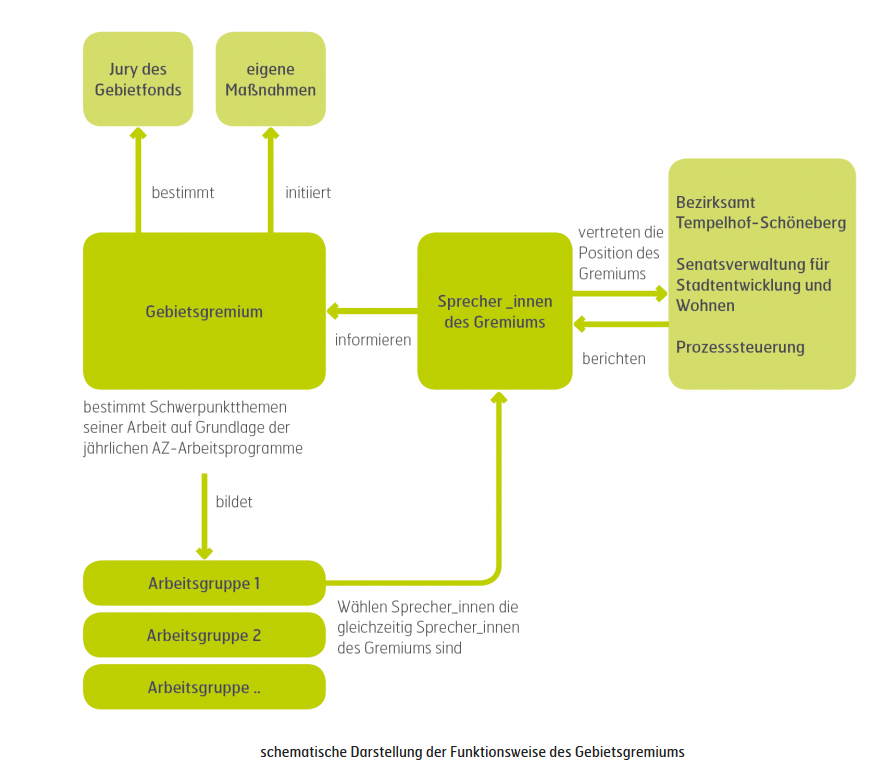 Jury des
Gebietfonds
eigene
Maßnahmen
bestimmt
initiiert
Gebietsgremium
informieren
Sprecher _innen
des Gremiums
vertreten die
Position des
Gremiums
berichten
Bezirksamt
Tempelhof-Schöneberg
Senatsverwaltung für
Stadtentwicklung und
Wohnen
Prozesssteuerung
bestimmt Schwerpunktthemen
seiner Arbeit auf Grundlage der
jährlichen AZ-Arbeitsprogramme
bildet
Arbeitsgruppe 1
Arbeitsgruppe 2
Arbeitsgruppe ..
Wählen Sprecher_innen die
gleichzeitig Sprecher_innen
des Gremiums sind
schematische Darstellung der Funktionsweise des Gebietsgremiums